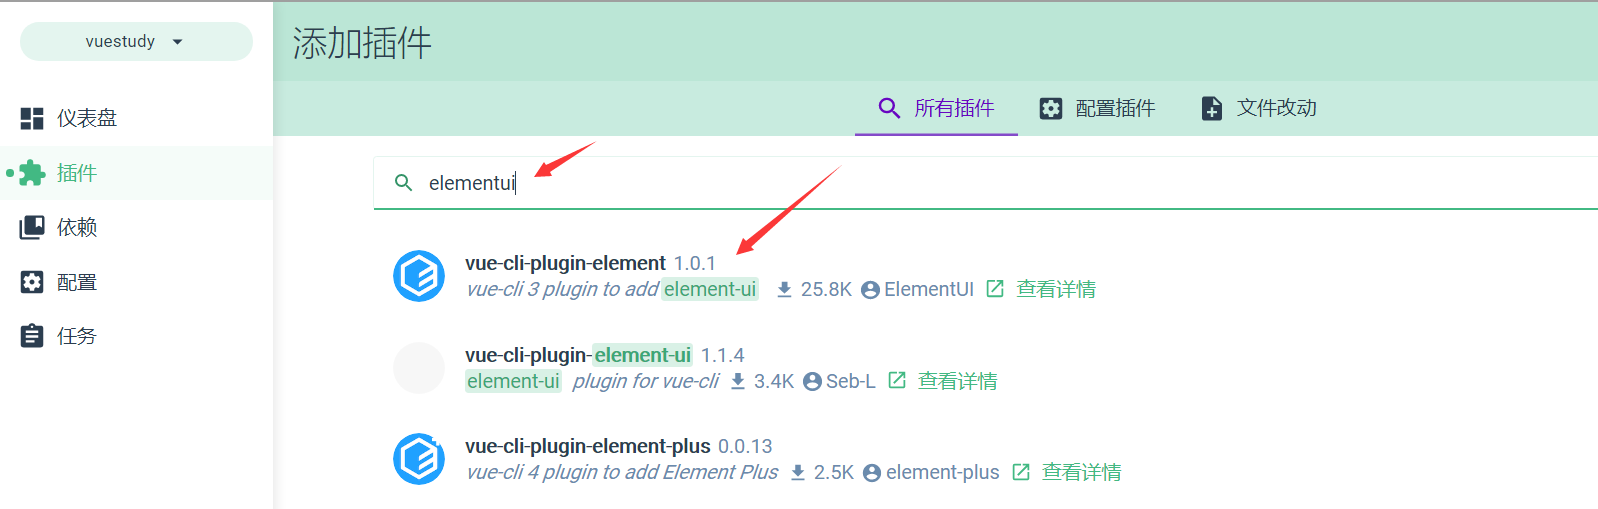 vuestudy
仪表盘
插件
依赖
配置
任务
添加插件
所有插件 配置插件 文件改动
elementui
vue-cli-plugin-element 1.0.1
vue-cli 3 plugin to add element-ui 25.8K ElementUI 查看详情
vue-cli-plugin-element-ui 1.1.4
element-ui plugin for vue-cli 3.4K Seb-L 查看详情
vue-cli-plugin-element-plus 0.0.13
vue-cli 4 plugin to add Element Plus 2.5K element-plus 查看详情